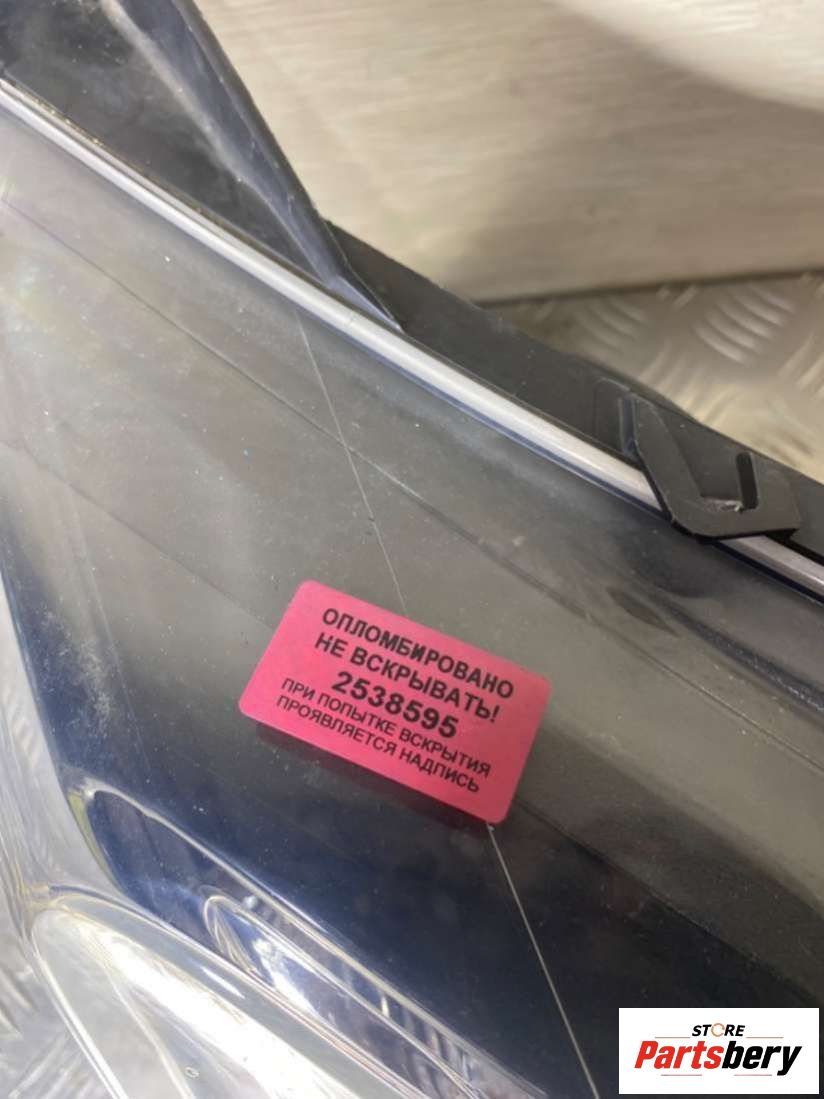 ОПЛОМБИРОВАНО
НЕ ВСКРЫВАТЬ!
2538595
ПРИ ПОПЫТКЕ ВСКРЫТИЯ
ПРОЯВЛЯЕТСЯ НАДПИСЬ
STORE
Partsbery